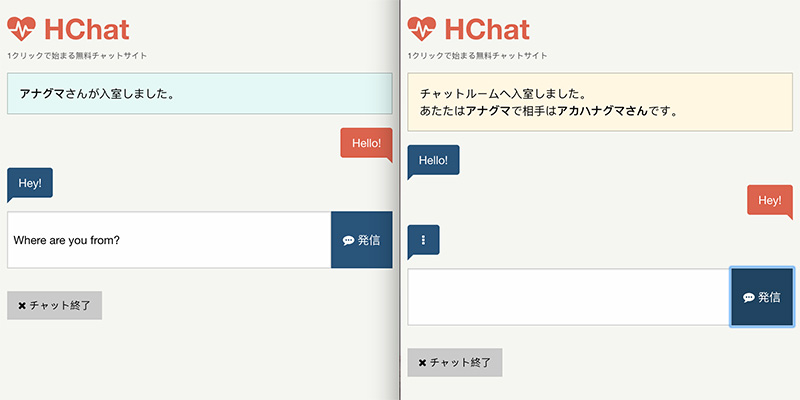 HChat
1クリックで始まる無料チャットサイト
アナグマさんが入室しました。
Hello!
Hey!
Where are you from?
発信
チャット終了
HChat
1クリックで始まる無料チャットサイト
チャットルームへ入室しました。
あたたはアナグマで相手はアカハナグマさんです。
Hello!
Hey!
発信
チャット終了